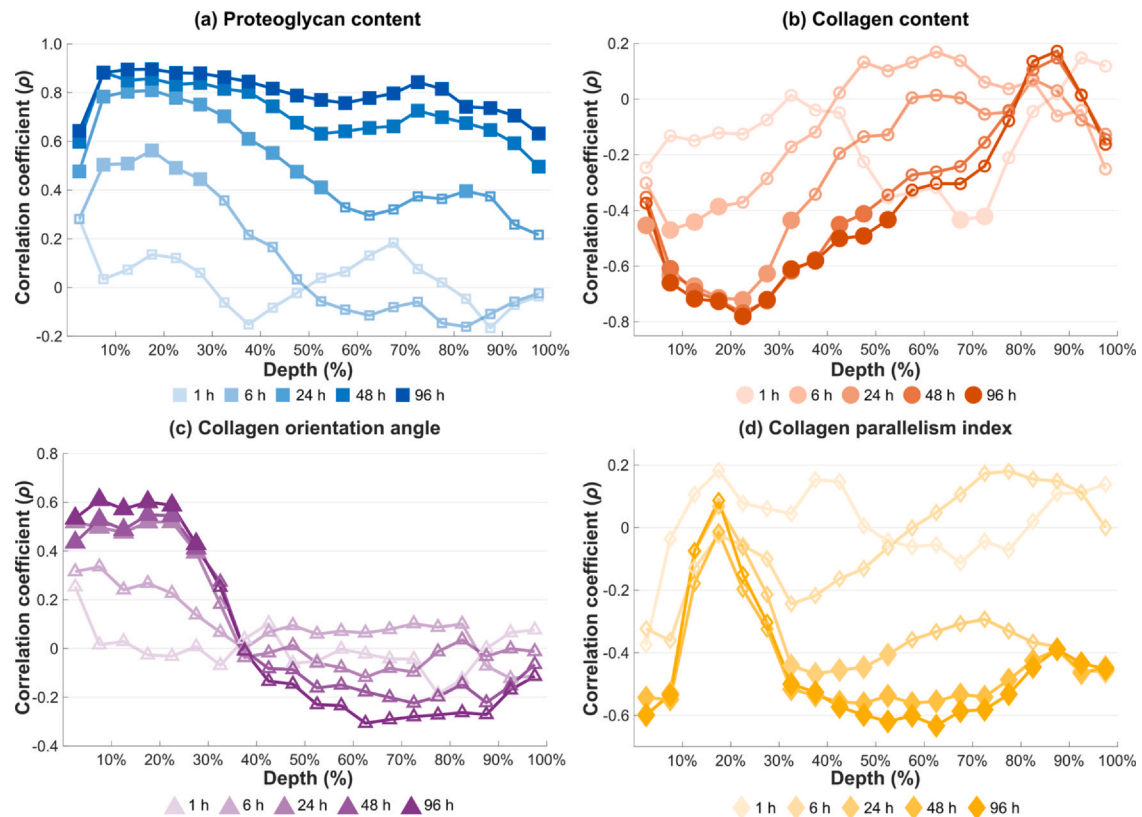 (a) Proteoglycan content
Correlation coefficient (ρ)
1.0
0.8
0.6
0.4
0.2
0
-0.2
10% 20% 30% 40% 50% 60% 70% 80% 90% 100%
Depth (%)
1 h 6 h 24 h 48 h 96 h
(b) Collagen content
Correlation coefficient (ρ)
0.2
0
-0.2
-0.4
-0.6
-0.8
10% 20% 30% 40% 50% 60% 70% 80% 90% 100%
Depth (%)
1 h 6 h 24 h 48 h 96 h
(c) Collagen orientation angle
Correlation coefficient (ρ)
0.8
0.6
0.4
0.2
0
-0.2
-0.4
10% 20% 30% 40% 50% 60% 70% 80% 90% 100%
Depth (%)
1 h 6 h 24 h 48 h 96 h
(d) Collagen parallelism index
Correlation coefficient (ρ)
0.2
0
-0.2
-0.4
-0.6
10% 20% 30% 40% 50% 60% 70% 80% 90% 100%
Depth (%)
1 h 6 h 24 h 48 h 96 h